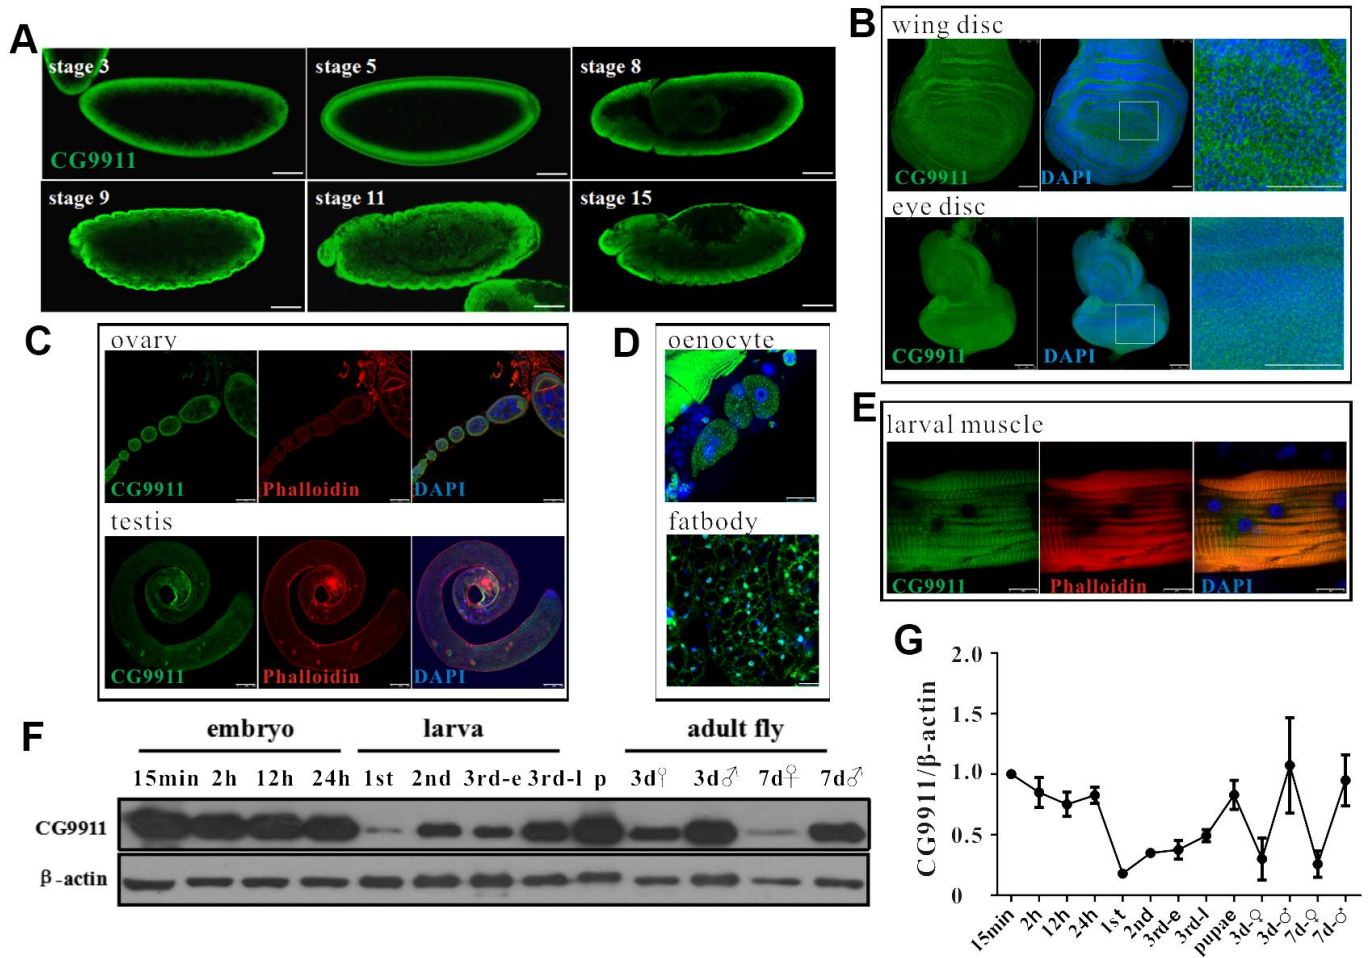 A
stage 3
stage 5
stage 8
CG9911
stage 9
stage 11
stage 15
B
wing disc
CG9911
DAPI
eye disc
CG9911
DAPI
C
ovary
CG9911
Phalloidin
DAPI
testis
CG9911
Phalloidin
DAPI
D
oenocyte
fatbody
E
larval muscle
CG9911
Phalloidin
DAPI
F
embryo
larva
adult fly
15min 2h 12h 24h 1st 2nd 3rd-e 3rd-l p 3d♀ 3d♂ 7d♀ 7d♂
CG9911
β-actin
G
CG9911/β-actin
2.0
1.5
1.0
0.5
0
15min
2h
12h
24h
1st
2nd
3rd-e
3rd-l
pupae
3d-♀
3d-♂
7d-♀
7d-♂